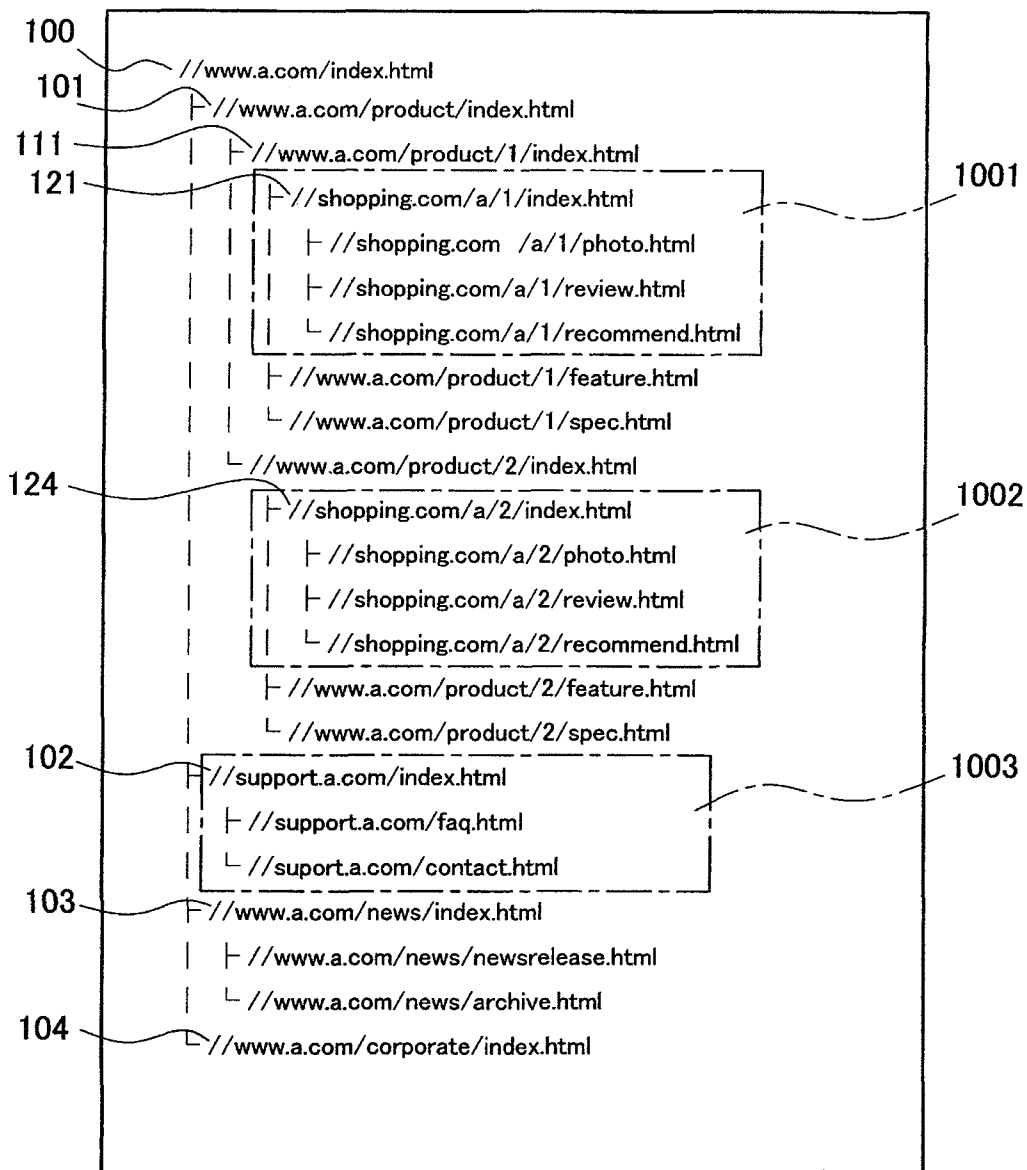 100
//www.a.com/index.html
101
//www.a.com/product/index.html
111
//www.a.com/product/1/index.html
121
//shopping.com/a/1/index.html
1001
//shopping.com /a/1/photo.html
//shopping.com/a/1/review.html
//shopping.com/a/1/recommend.html
//www.a.com/product/1/feature.html
//www.a.com/product/1/spec.html
//www.a.com/product/2/index.html
124
//shopping.com/a/2/index.html
1002
//shopping.com/a/2/photo.html
//shopping.com/a/2/review.html
//shopping.com/a/2/recommend.html
//www.a.com/product/2/feature.html
//www.a.com/product/2/spec.html
102
//support.a.com/index.html
1003
//support.a.com/faq.html
//suport.a.com/contact.html
103
//www.a.com/news/index.html
//www.a.com/news/newsrelease.html
//www.a.com/news/archive.html
104
//www.a.com/corporate/index.html